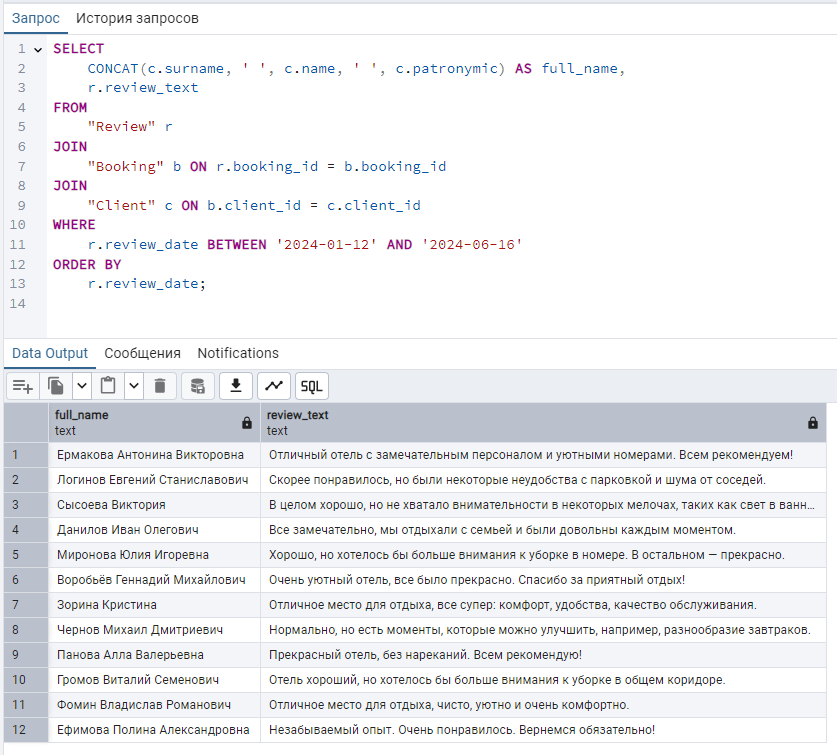 Запрос История запросов
1 SELECT
2 CONCAT(c.surname, ' ', c.name, ' ', c.patronymic) AS full_name,
3 r.review_text
4 FROM
5 "Review" r
6 JOIN
7 "Booking" b ON r.booking_id = b.booking_id
8 JOIN
9 "Client" c ON b.client_id = c.client_id
10 WHERE
11 r.review_date BETWEEN '2024-01-12' AND '2024-06-16'
12 ORDER BY
13 r.review_date;
14
Data Output Сообщения Notifications
SQL
full_name review_text
text text
1 Ермакова Антонина Викторовна Отличный отель с замечательным персоналом и уютными номерами. Всем рекомендуем!
2 Логинов Евгений Станиславович Скорее понравилось, но были некоторые неудобства с парковкой и шума от соседей.
3 Сысоева Виктория В целом хорошо, но не хватало внимательности в некоторых мелочах, таких как свет в ванн...
4 Данилов Иван Олегович Все замечательно, мы отдыхали с семьей и были довольны каждым моментом.
5 Миронова Юлия Игоревна Хорошо, но хотелось бы больше внимания к уборке в номере. В остальном — прекрасно.
6 Воробьёв Геннадий Михайлович Очень уютный отель, все было прекрасно. Спасибо за приятный отдых!
7 Зорина Кристина Отличное место для отдыха, все супер: комфорт, удобства, качество обслуживания.
8 Чернов Михаил Дмитриевич Нормально, но есть моменты, которые можно улучшить, например, разнообразие завтраков.
9 Панова Алла Валерьевна Прекрасный отель, без нареканий. Всем рекомендую!
10 Громов Виталий Семенович Отель хороший, но хотелось бы больше внимания к уборке в общем коридоре.
11 Фомин Владислав Романович Отличное место для отдыха, чисто, уютно и очень комфортно.
12 Ефимова Полина Александровна Незабываемый опыт. Очень понравилось. Вернемся обязательно!